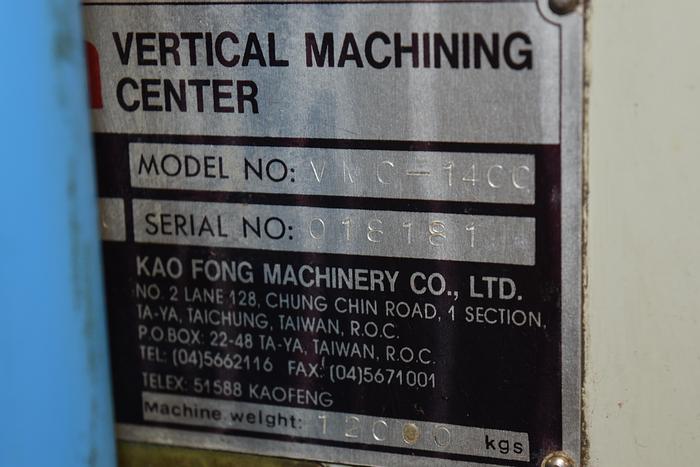 VERTICAL MACHINING
CENTER
MODEL NO: VMC-1400
SERIAL NO: 018181
KAO FONG MACHINERY CO., LTD.
NO. 2 LANE 128, CHUNG CHIN ROAD, 1 SECTION,
TA-YA, TAICHUNG, TAIWAN, R.O.C.
P.O.BOX: 22-48 TA-YA, TAIWAN, R.O.C.
TEL: (04)5662116 FAX: (04)5671001
TELEX: 51588 KAOFENG
Machine weight: 12000 kgs